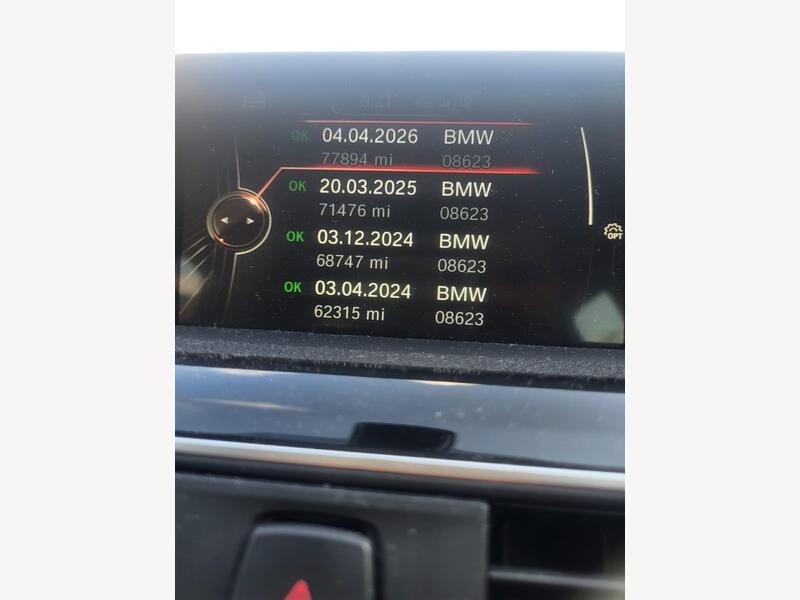 OK 04.04.2026 BMW
77894 mi 08623
OK 20.03.2025 BMW
71476 mi 08623
OK 03.12.2024 BMW
68747 mi 08623
OK 03.04.2024 BMW
62315 mi 08623
OPT